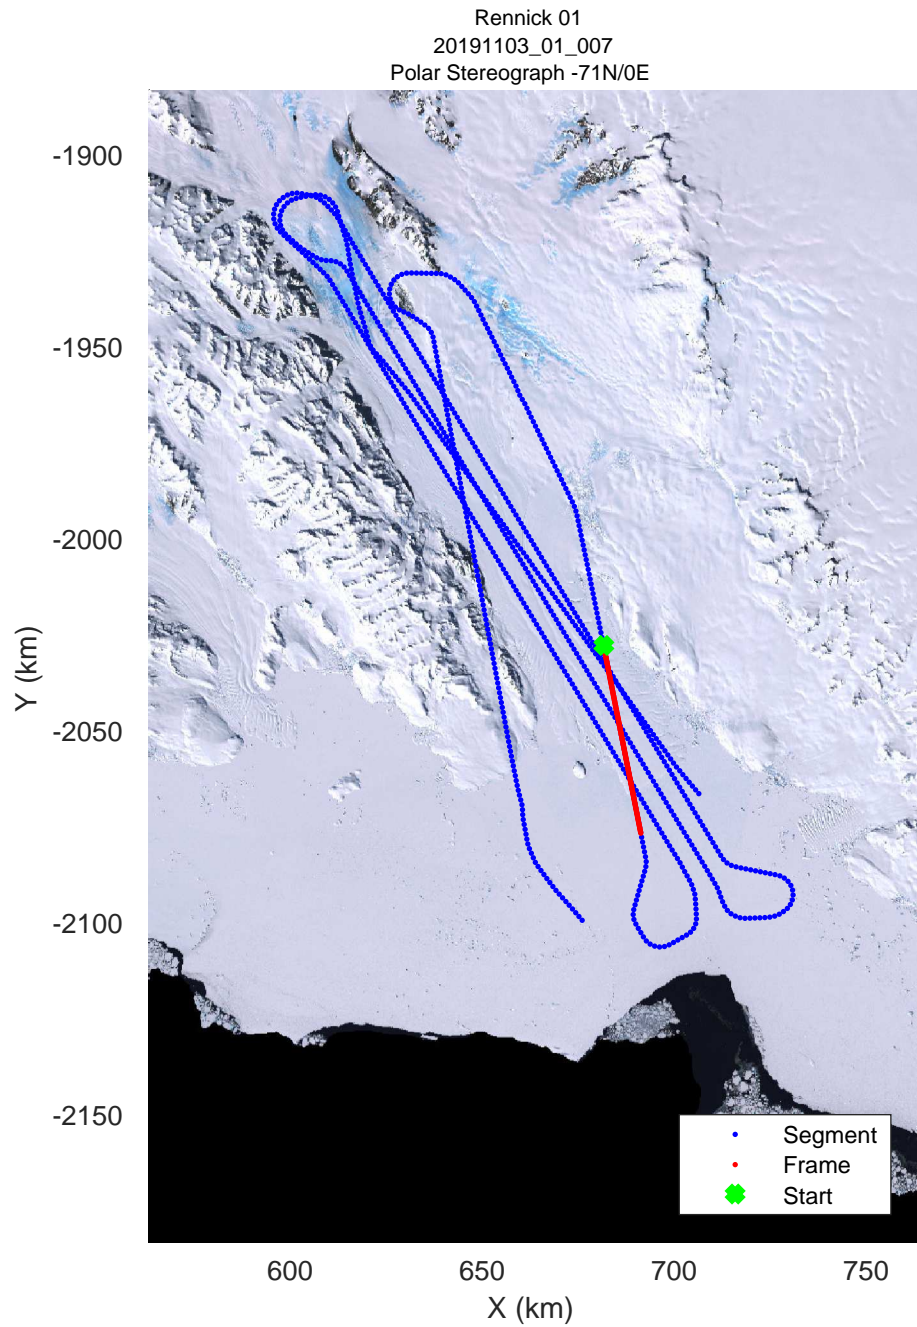 Rennick 01
20191103_01_007
Polar Stereograph -71N/0E
-1900
-1950
-2000
-2050
-2100
-2150
Y (km)
600 650 700 750
X (km)
Segment
Frame
Start